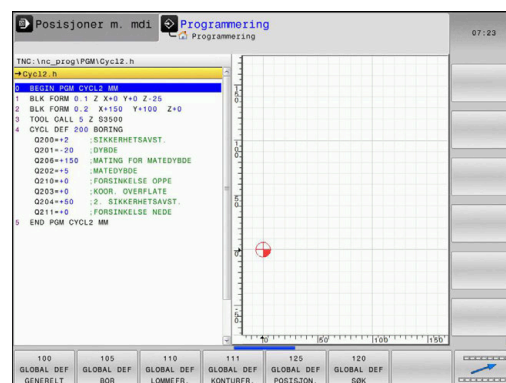 Posisjoner m. mdi
Programmering
Programmering
07:23
TNC:\nc_prog\PGM\Cycl2.h
→Cycl2.h
0 BEGIN PGM CYCL2 MM
1 BLK FORM 0.1 Z X+0 Y+0 Z-25
2 BLK FORM 0.2 X+150 Y+100 Z+0
3 TOOL CALL 5 Z S3500
4 CYCL DEF 200 BORING
Q200=+2 ;SIKKERHETSAVST.
Q201=-20 ;DYBDE
Q206=+150 ;MATING FOR MATEDYBDE
Q202=+5 ;MATEDYBDE
Q210=+0 ;FORSINKELSE OPPE
Q203=+0 ;KOOR. OVERFLATE
Q204=+50 ;2. SIKKERHETSAVST.
Q211=+0 ;FORSINKELSE NEDE
5 END PGM CYCL2 MM
0 50 100 150
100 GLOBAL DEF GENERELT
105 GLOBAL DEF BOR
110 GLOBAL DEF LOMMEFR.
111 GLOBAL DEF KONTURFR.
125 GLOBAL DEF POSISJON.
120 GLOBAL DEF SØK